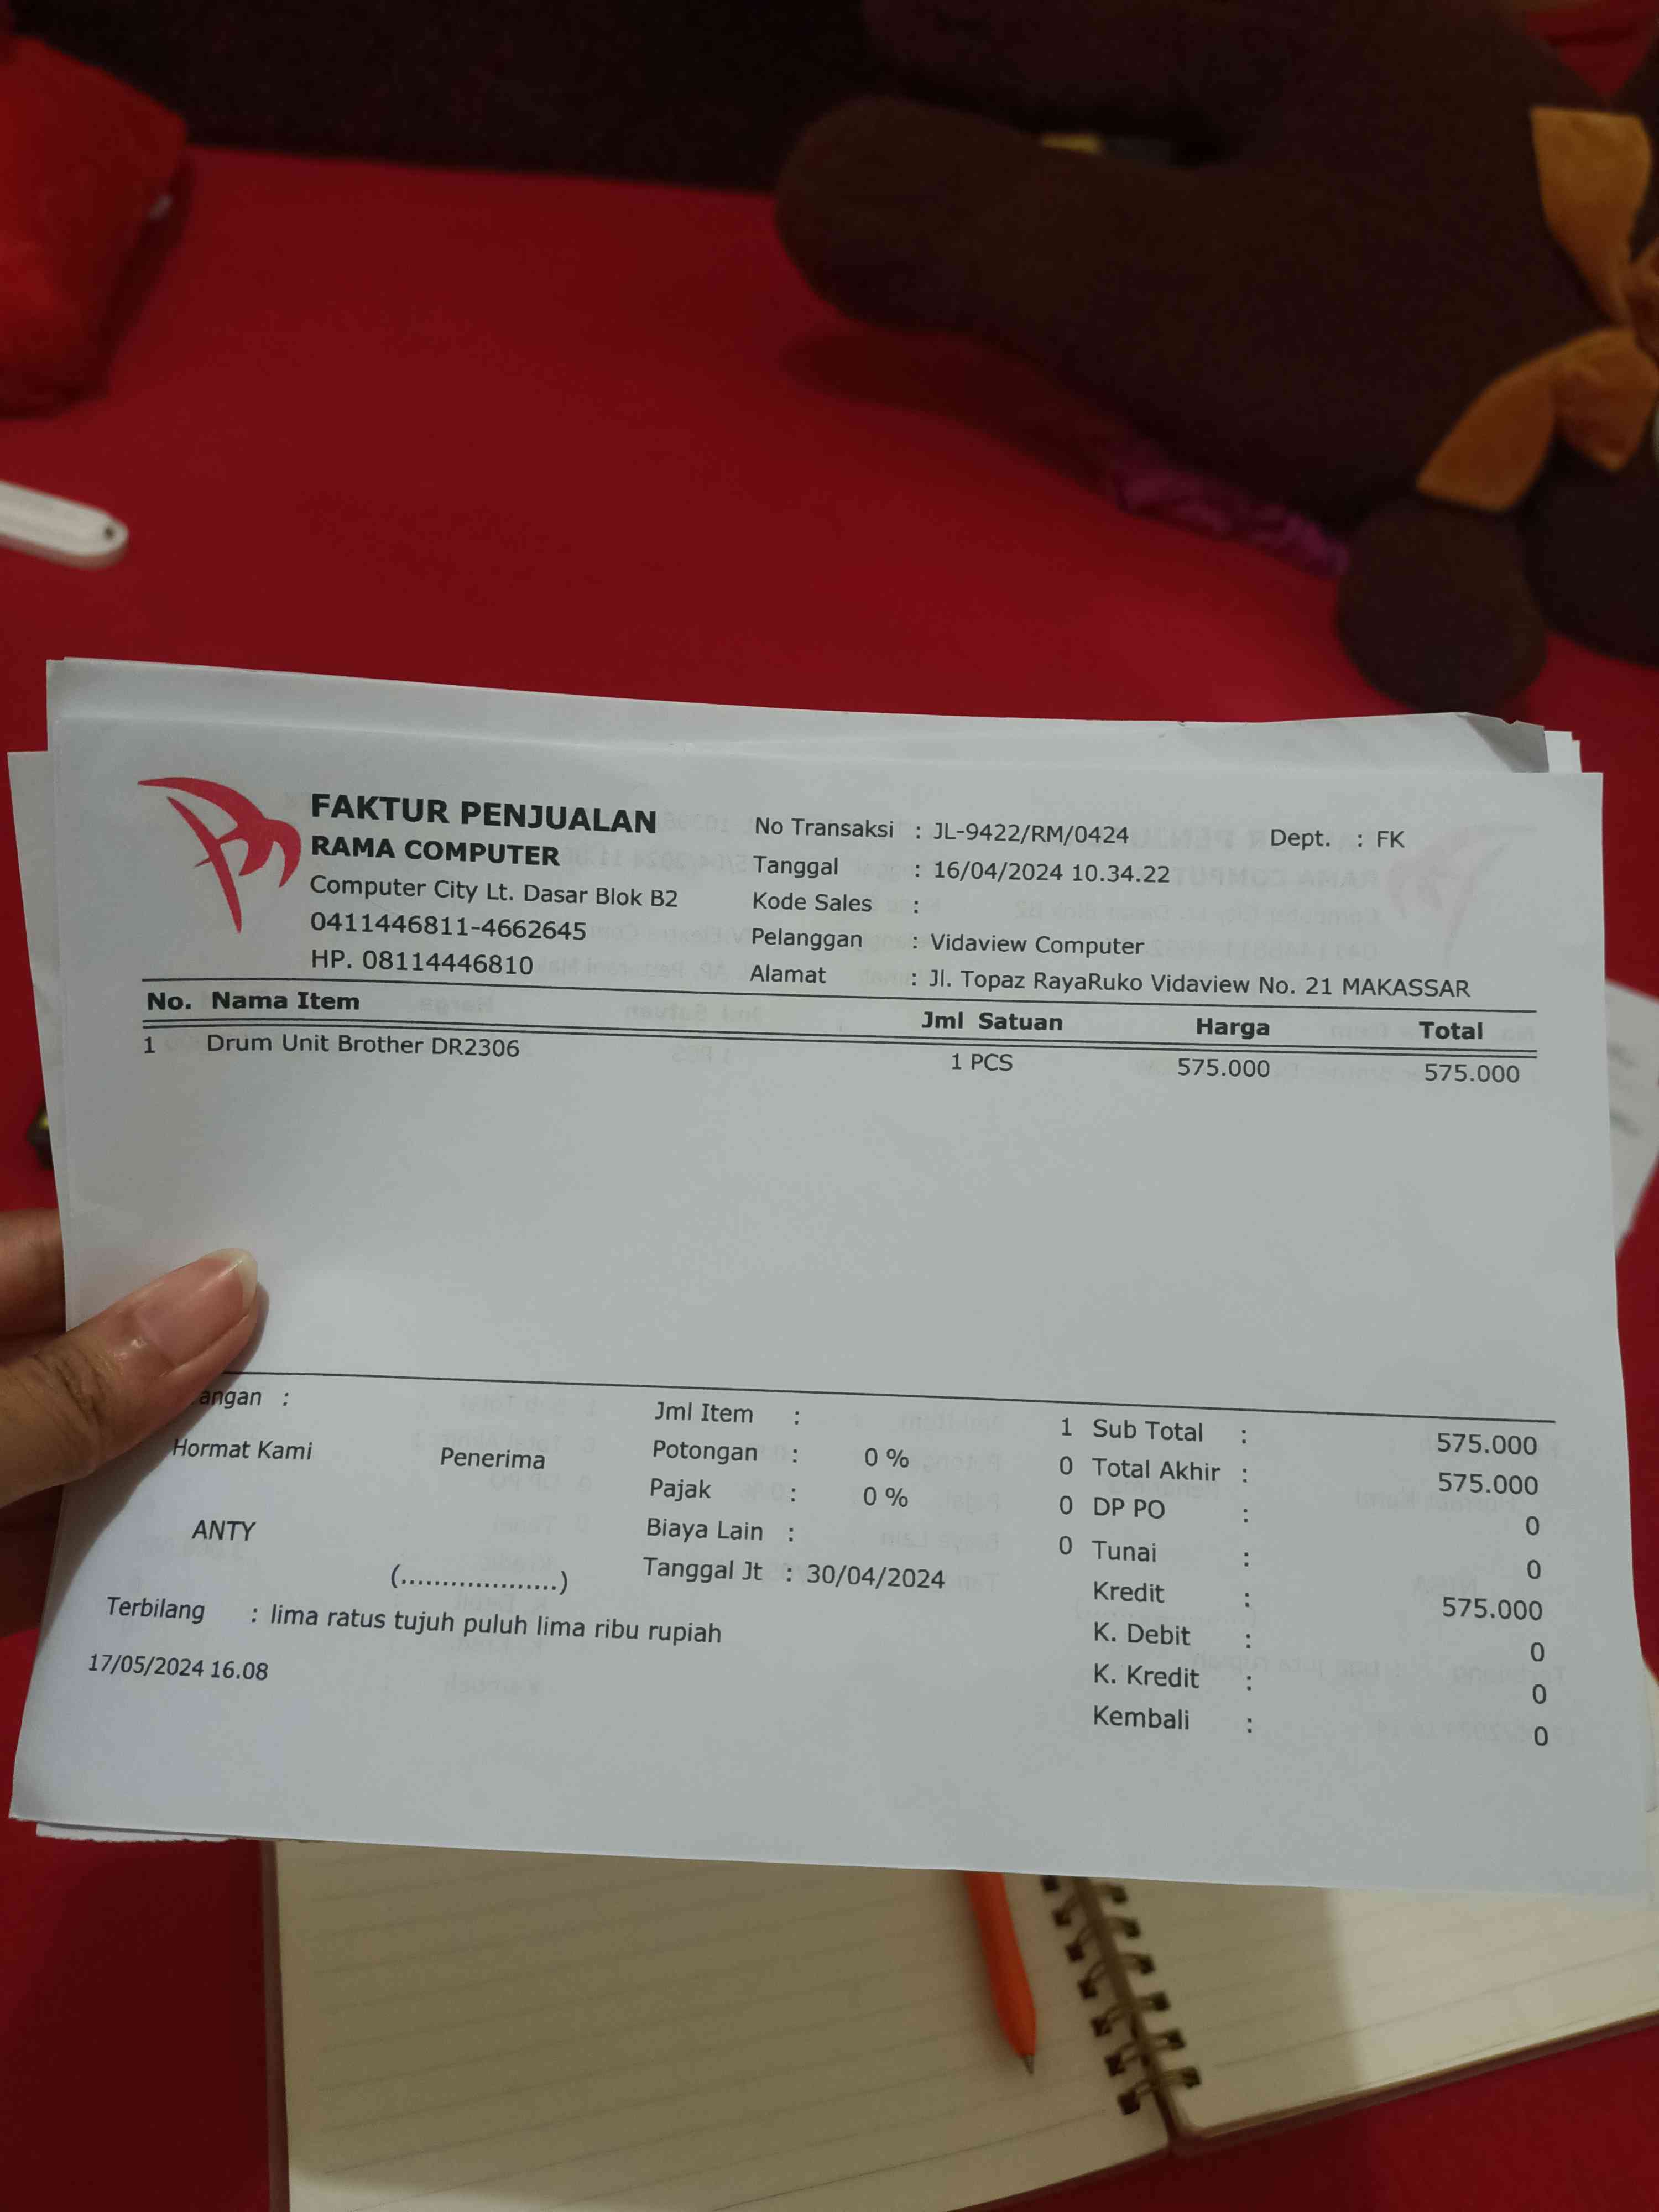 FAKTUR PENJUALAN
RAMA COMPUTER
Computer City Lt. Dasar Blok B2
0411446811-4662645
HP. 08114446810
No Transaksi : JL-9422/RM/0424 Dept. : FK
Tanggal : 16/04/2024 10.34.22
Kode Sales :
Pelanggan : Vidaview Computer
Alamat : Jl. Topaz RayaRuko Vidaview No. 21 MAKASSAR
No. Nama Item Jml Satuan Harga Total
1 Drum Unit Brother DR2306 1 PCS 575.000 575.000
angan :
Hormat Kami Penerima
ANTY
(...................)
Jml Item : 1
Potongan : 0 % 0
Pajak : 0 % 0
Biaya Lain : 0
Tanggal Jt : 30/04/2024
Sub Total : 575.000
Total Akhir : 575.000
DP PO : 0
Tunai : 0
Kredit : 575.000
K. Debit : 0
K. Kredit : 0
Kembali : 0
Terbilang : lima ratus tujuh puluh lima ribu rupiah
17/05/2024 16.08